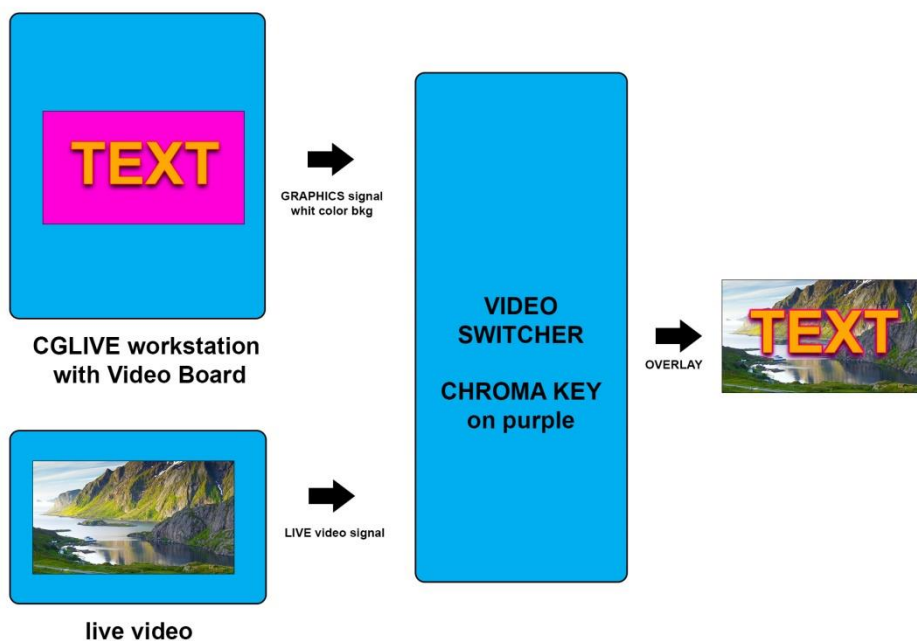 TEXT
GRAPHICS signal
whit color bkg
CGLIVE workstation
with Video Board
VIDEO
SWITCHER
CHROMA KEY
on purple
OVERLAY
TEXT
LIVE video signal
live video